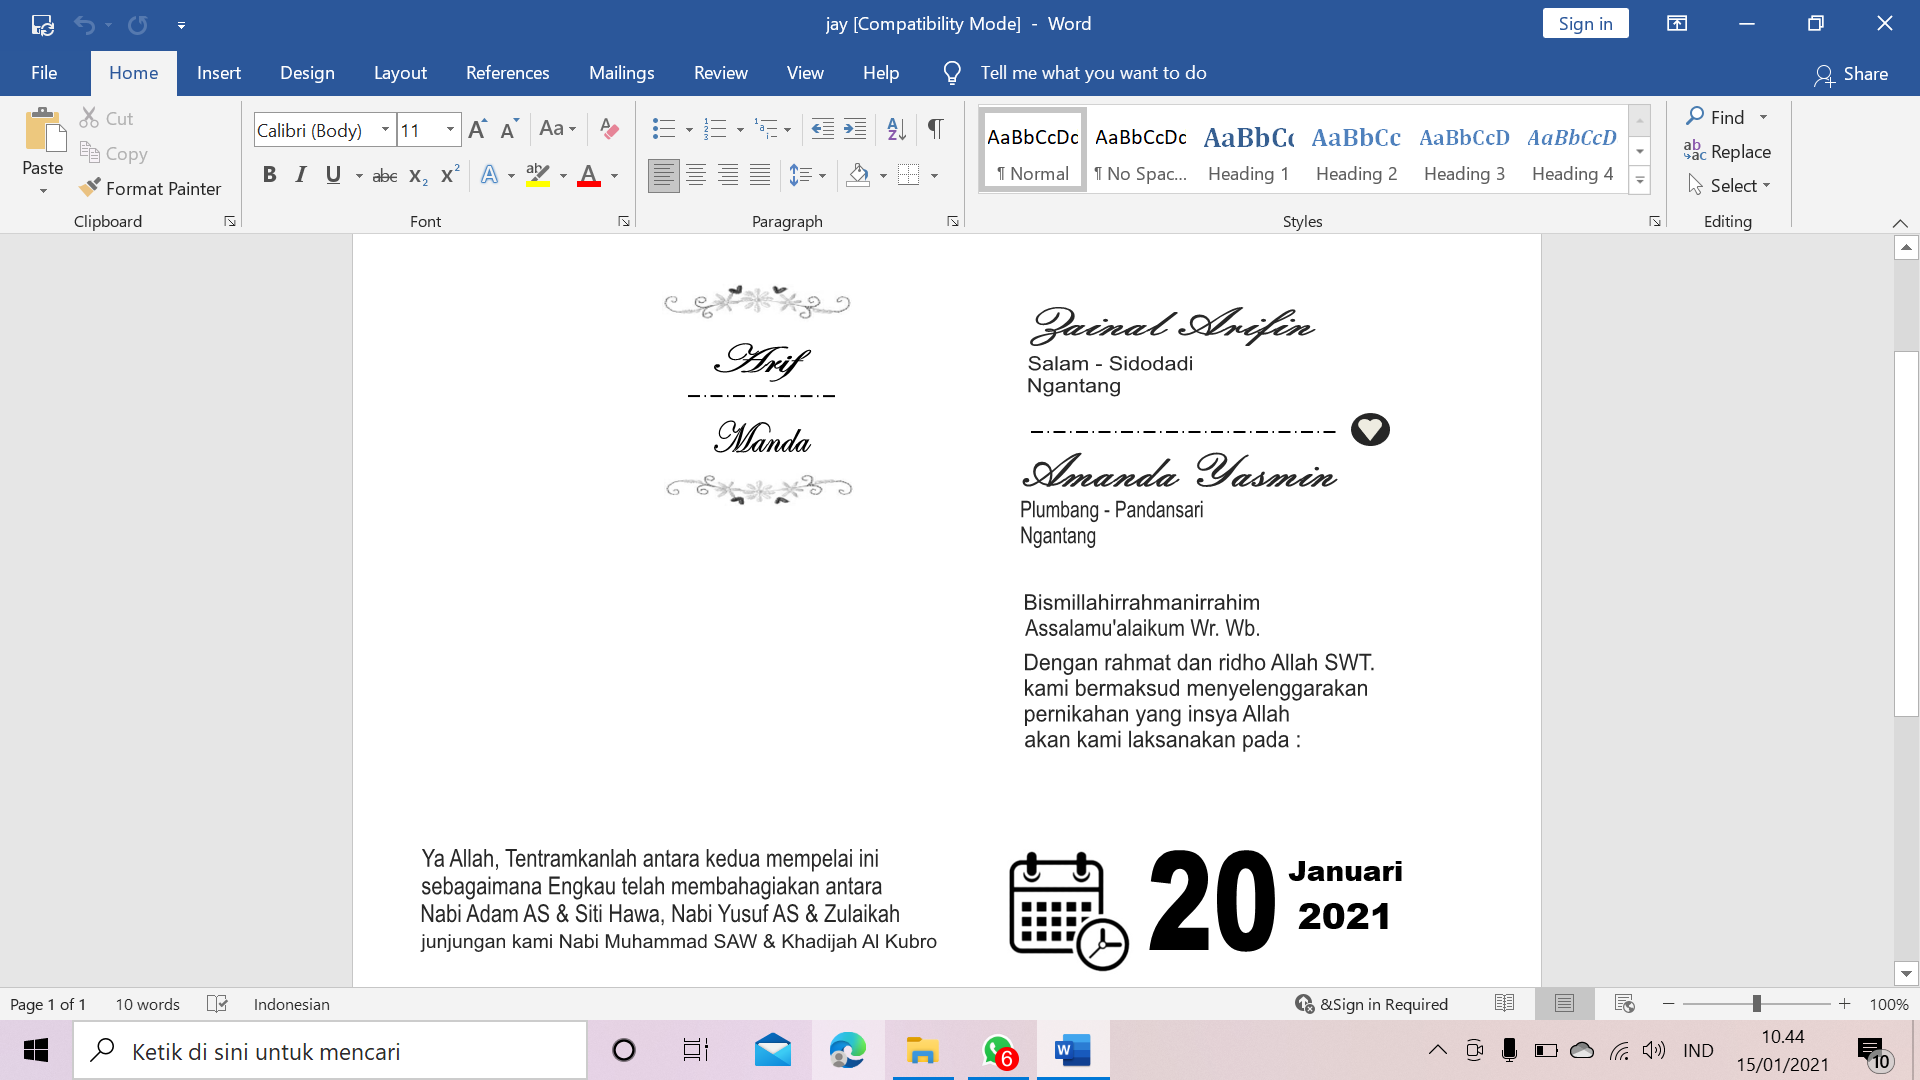 jay [Compatibility Mode] - Word
Sign in
File Home Insert Design Layout References Mailings Review View Help Tell me what you want to do Share
Paste
Cut
Copy
Format Painter
Clipboard
Calibri (Body) 11
Font
Paragraph
AaBbCcDc AaBbCcDc AaBbCc AaBbCc AaBbCcD AaBbCcD
¶ Normal ¶ No Spac... Heading 1 Heading 2 Heading 3 Heading 4
Styles
Find
Replace
Select
Editing
Arif
Manda
Zainal Arifin
Salam - Sidodadi
Ngantang
Amanda Yasmin
Plumbang - Pandansari
Ngantang
Bismillahirrahmanirrahim
Assalamu'alaikum Wr. Wb.
Dengan rahmat dan ridho Allah SWT.
kami bermaksud menyelenggarakan
pernikahan yang insya Allah
akan kami laksanakan pada :
Ya Allah, Tentramkanlah antara kedua mempelai ini
sebagaimana Engkau telah membahagiakan antara
Nabi Adam AS & Siti Hawa, Nabi Yusuf AS & Zulaikah
junjungan kami Nabi Muhammad SAW & Khadijah Al Kubro
20 Januari
2021
Page 1 of 1 10 words Indonesian &Sign in Required 100%
Ketik di sini untuk mencari
6
IND
10.44
15/01/2021
10